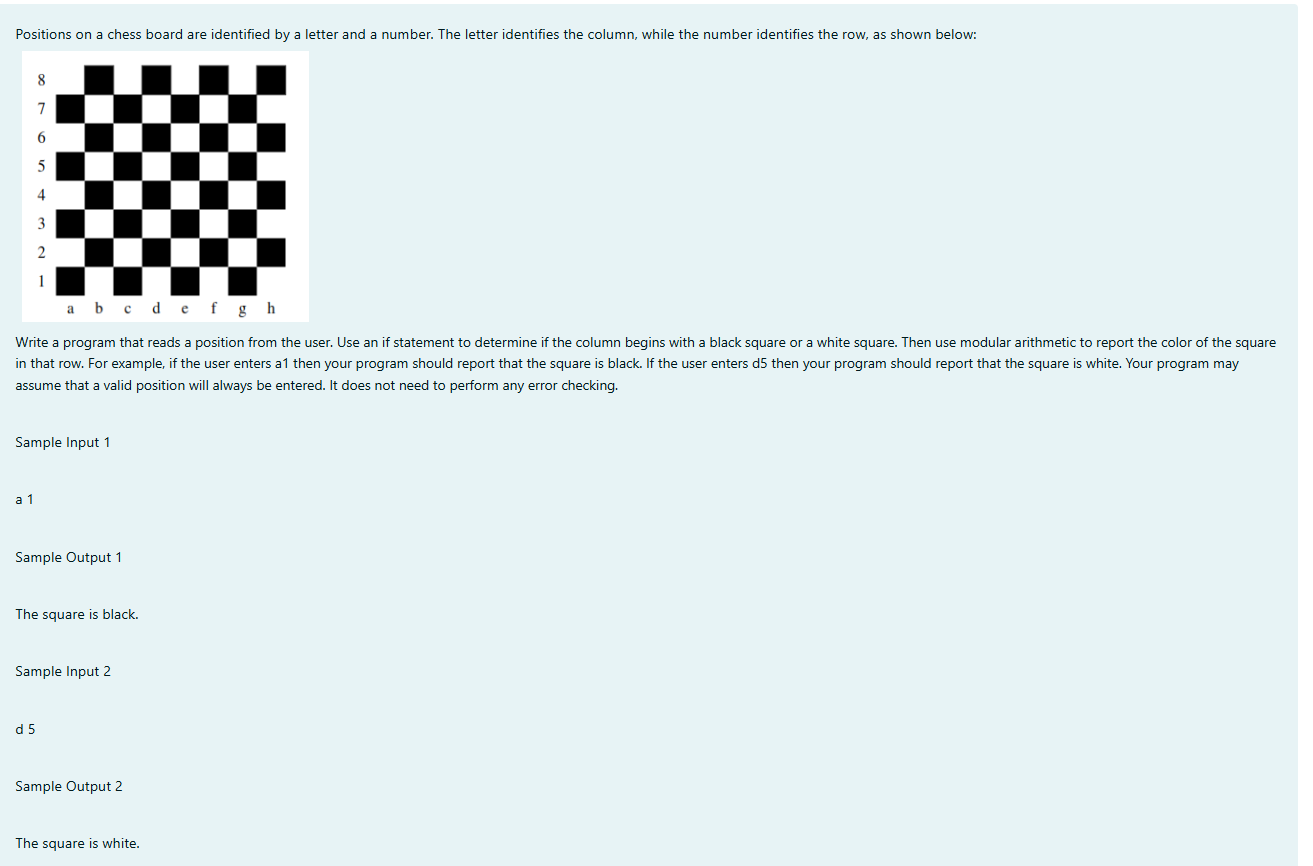 Positions on a chess board are identified by a letter and a number. The letter identifies the column, while the number identifies the row, as shown below:
8
7
6
5
4
3
2
1
a b c d e f g h
Write a program that reads a position from the user. Use an if statement to determine if the column begins with a black square or a white square. Then use modular arithmetic to report the color of the square
in that row. For example, if the user enters a1 then your program should report that the square is black. If the user enters d5 then your program should report that the square is white. Your program may
assume that a valid position will always be entered. It does not need to perform any error checking.
Sample Input 1
a 1
Sample Output 1
The square is black.
Sample Input 2
d 5
Sample Output 2
The square is white.